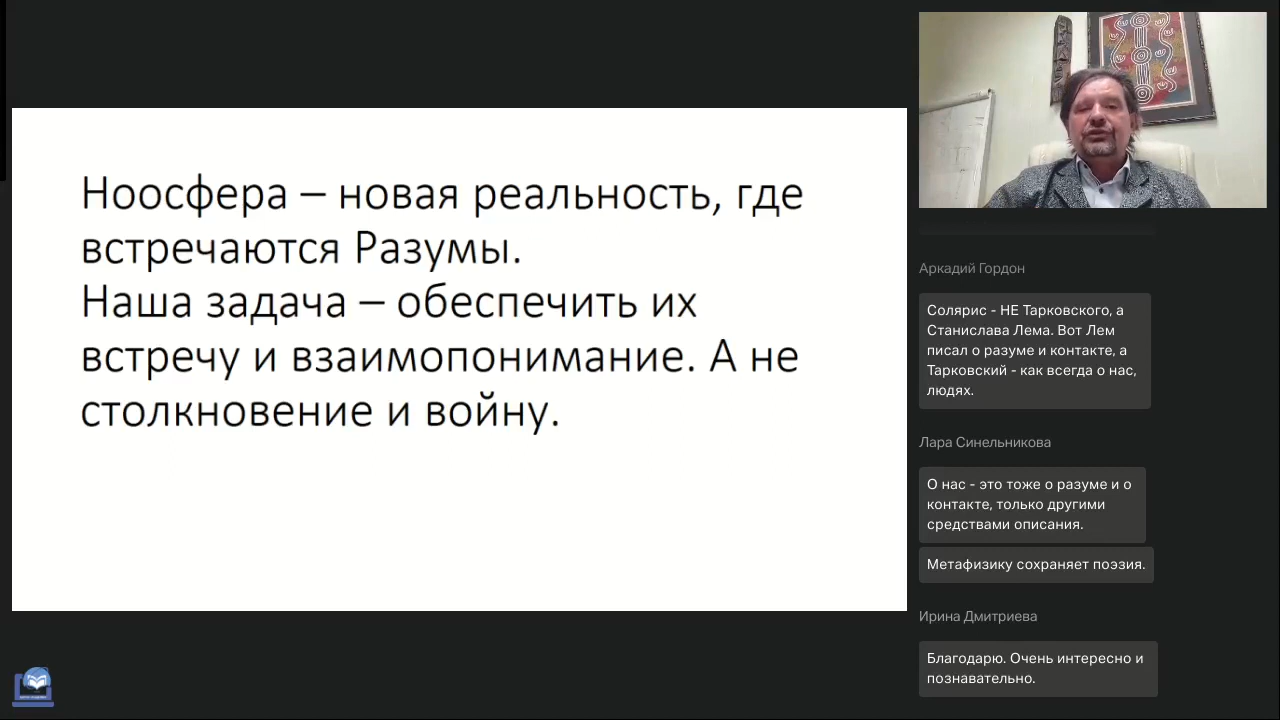 Ноосфера – новая реальность, где
встречаются Разумы.
Наша задача – обеспечить их
встречу и взаимопонимание. А не
столкновение и войну.
Аркадий Гордон
Солярис - НЕ Тарковского, а
Станислава Лема. Вот Лем
писал о разуме и контакте, а
Тарковский - как всегда о нас,
людях.
Лара Синельникова
О нас - это тоже о разуме и о
контакте, только другими
средствами описания.
Метафизику сохраняет поэзия.
Ирина Дмитриева
Благодарю. Очень интересно и
познавательно.